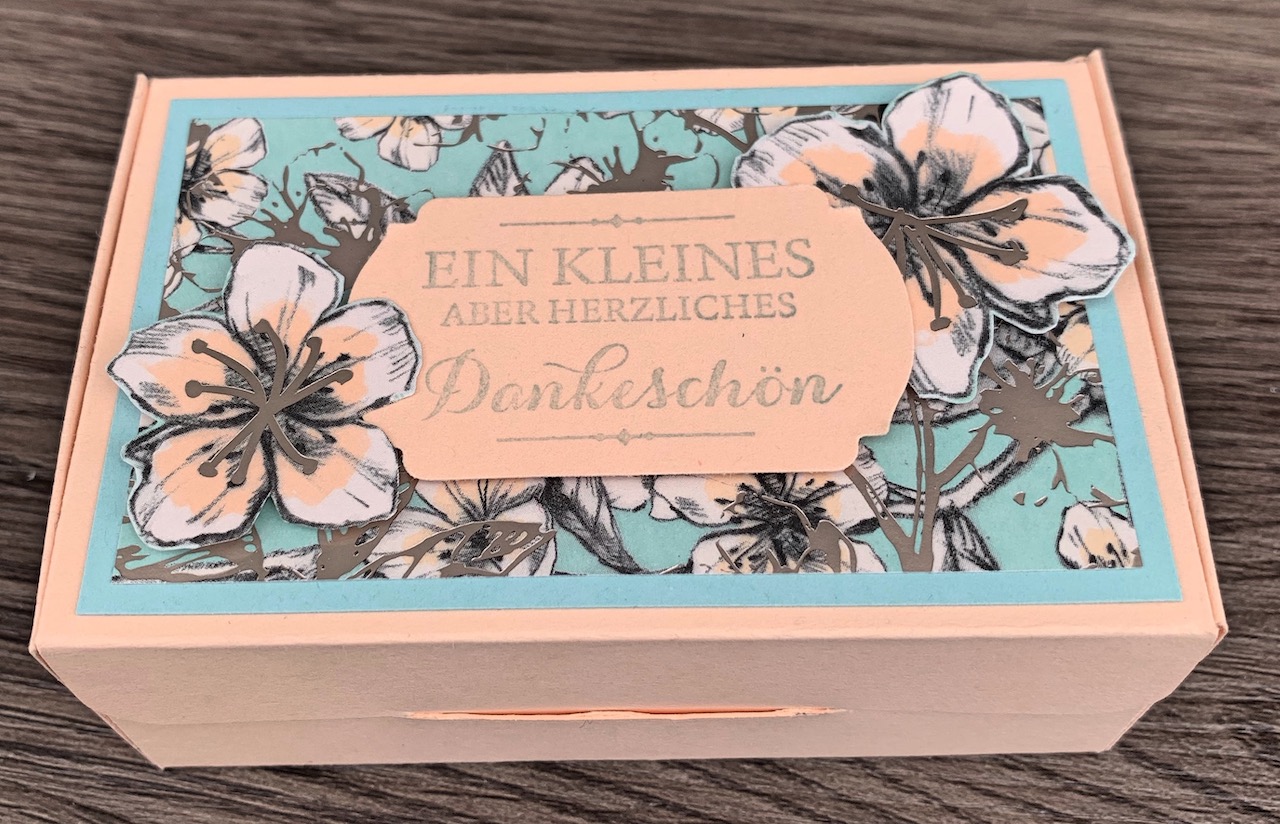 EIN KLEINES
ABER HERZLICHES
Dankeschön